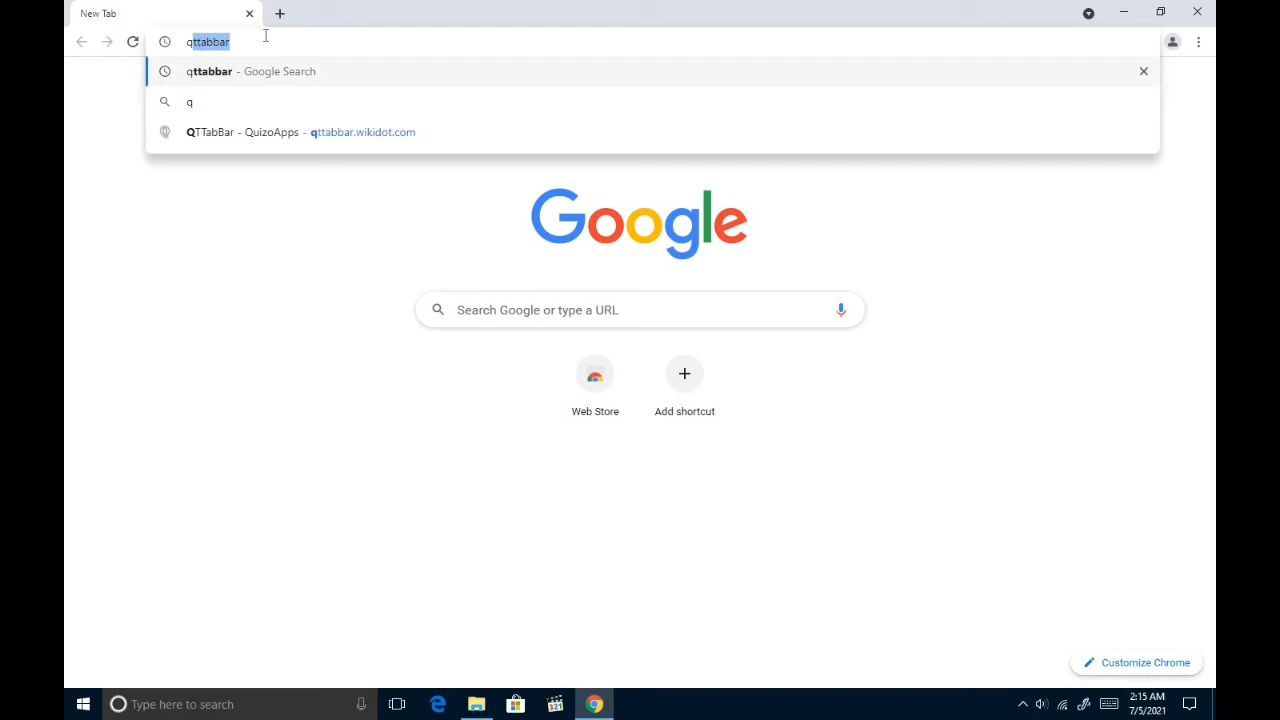 New Tab
qttabbar
qttabbar - Google Search
q
QTTabBar - QuizoApps - qttabbar.wikidot.com
Google
Search Google or type a URL
Web Store
Add shortcut
Customize Chrome
Type here to search
321
2:15 AM
7/5/2021